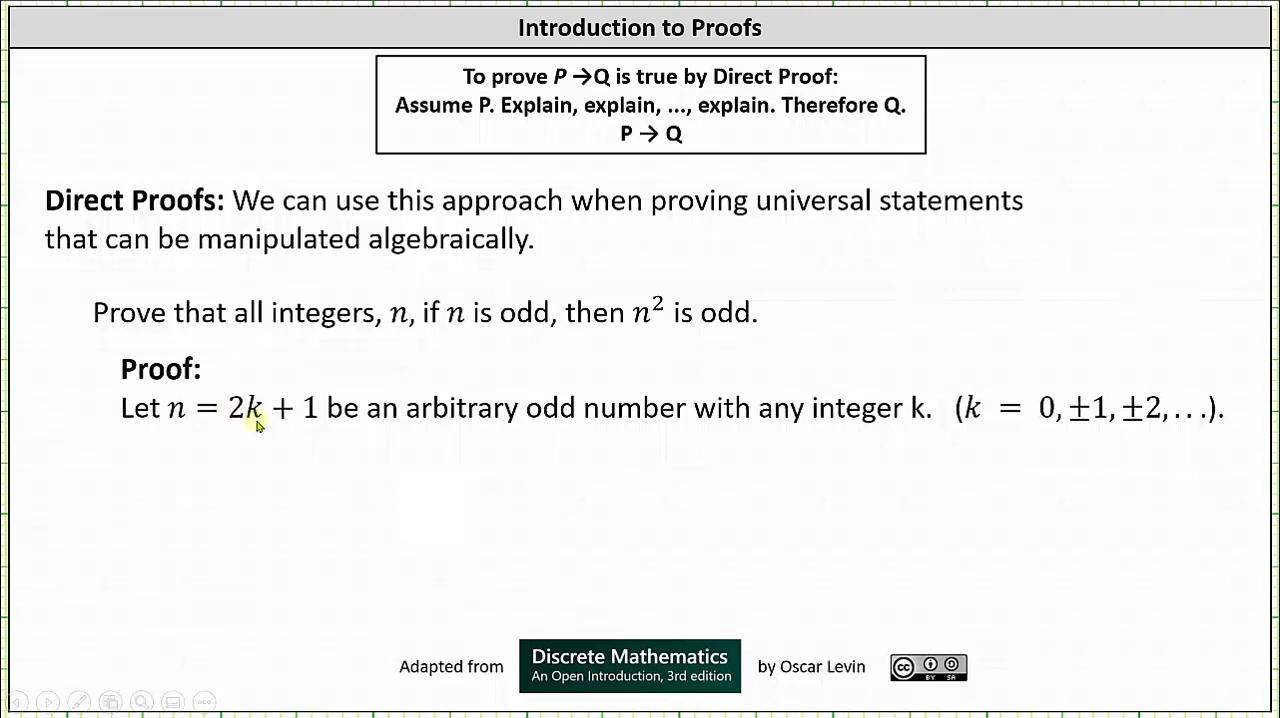 Introduction to Proofs
To prove P →Q is true by Direct Proof:
Assume P. Explain, explain, ..., explain. Therefore Q.
P → Q
Direct Proofs: We can use this approach when proving universal statements
that can be manipulated algebraically.
Prove that all integers, n, if n is odd, then n² is odd.
Proof:
Let n = 2k + 1 be an arbitrary odd number with any integer k. (k = 0, ±1, ±2, . . .).
Adapted from
Discrete Mathematics
An Open Introduction, 3rd edition
by Oscar Levin
cc
BY SA